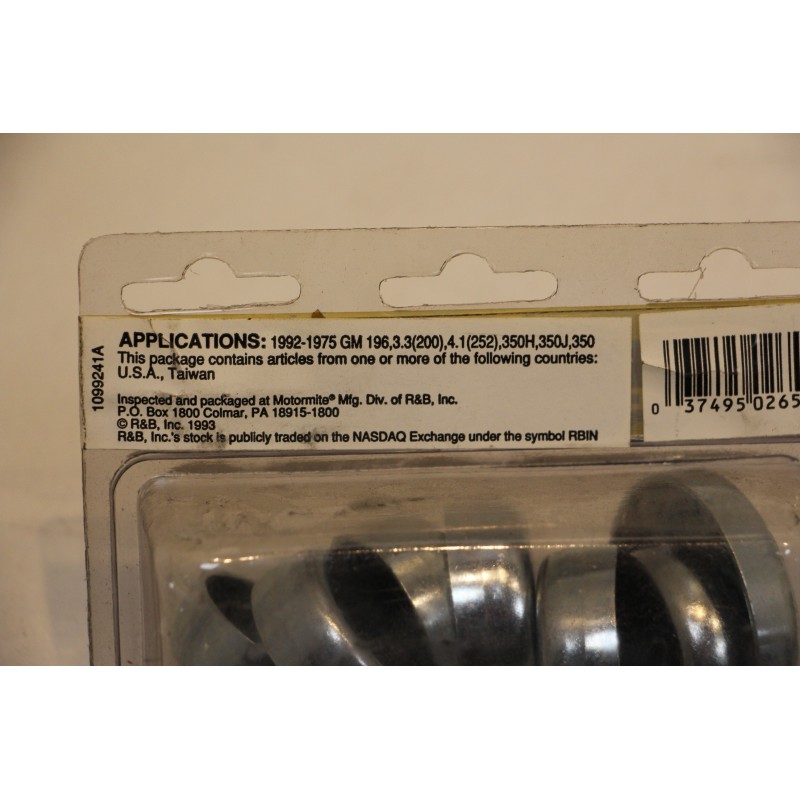 APPLICATIONS: 1992-1975 GM 196,3.3(200),4.1(252),350H,350J,350
This package contains articles from one or more of the following countries:
U.S.A., Taiwan
Inspected and packaged at Motormite® Mfg. Div. of R&B, Inc.
P.O. Box 1800 Colmar, PA 18915-1800
© R&B, Inc. 1993
R&B, Inc.'s stock is publicly traded on the NASDAQ Exchange under the symbol RBIN
1099241A
0 37495 0265